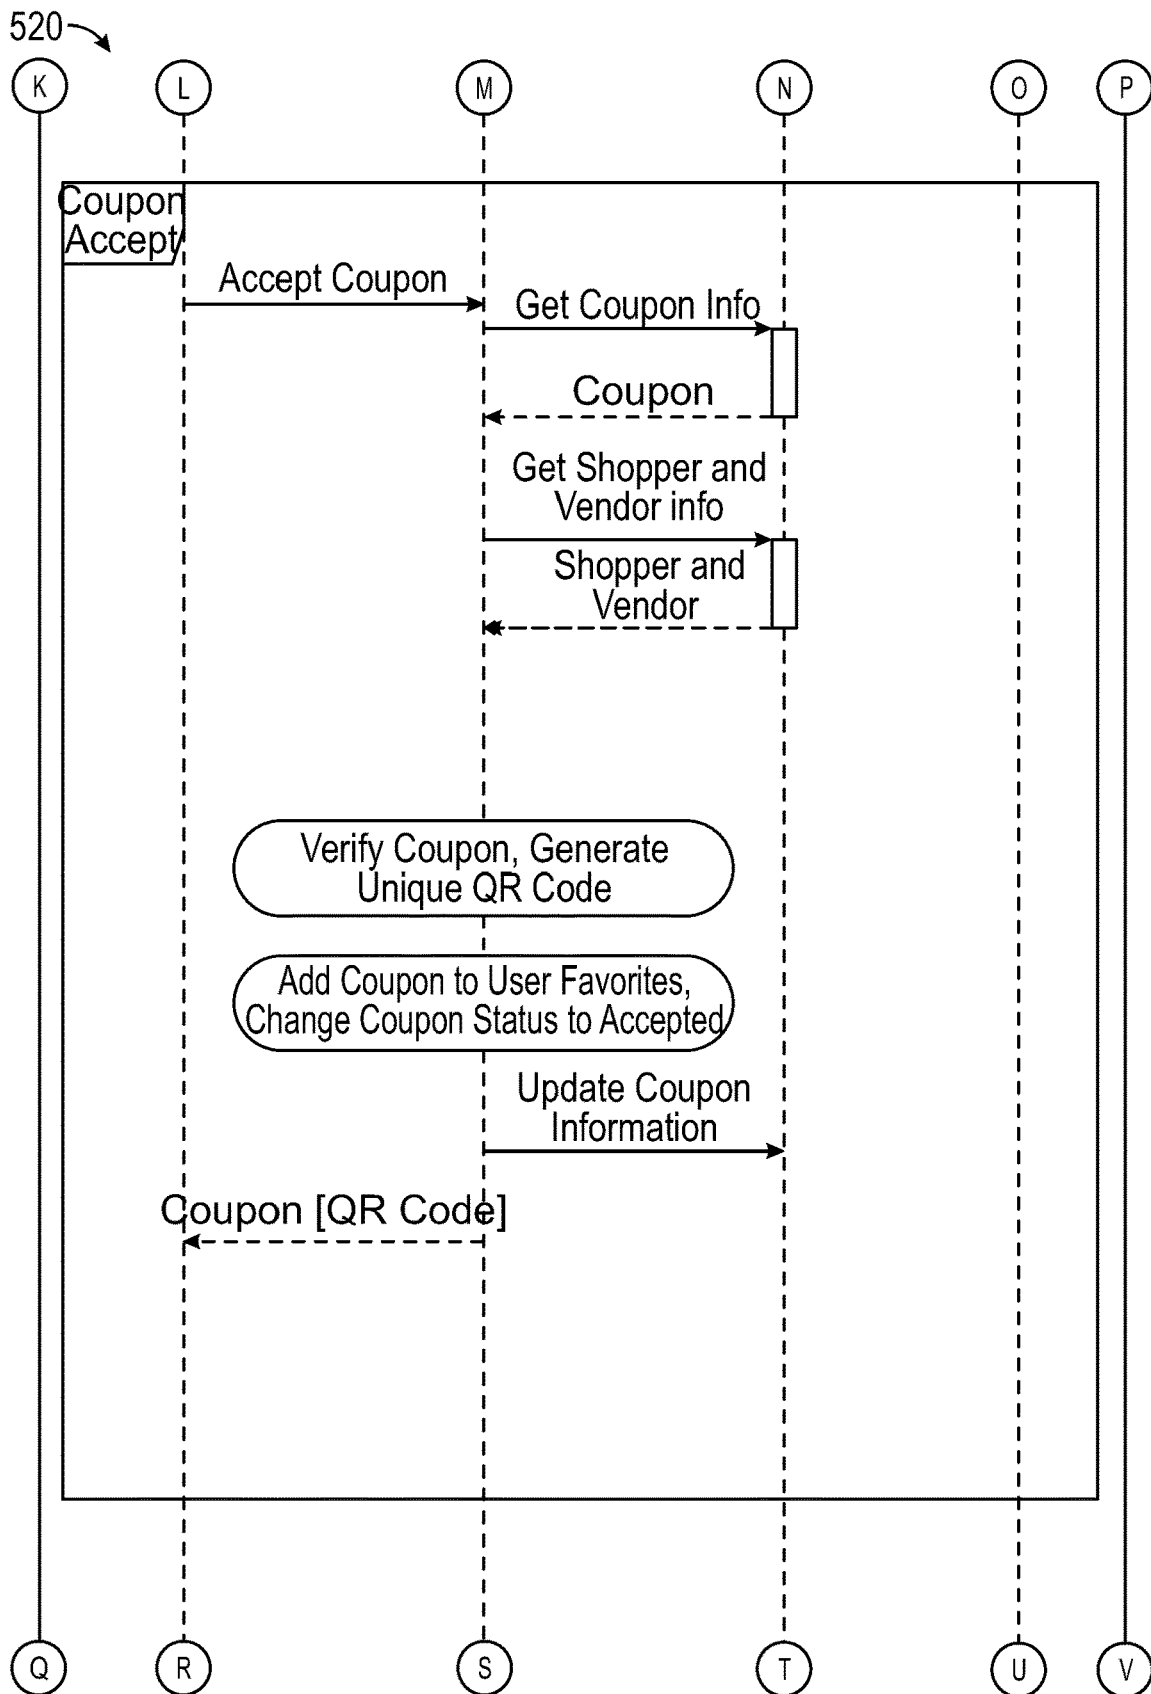 520
K L M N O P
Coupon
Accept
Accept Coupon
Get Coupon Info
Coupon
Get Shopper and
Vendor info
Shopper and
Vendor
Verify Coupon, Generate
Unique QR Code
Add Coupon to User Favorites,
Change Coupon Status to Accepted
Update Coupon
Information
Coupon [QR Code]
Q R S T U V